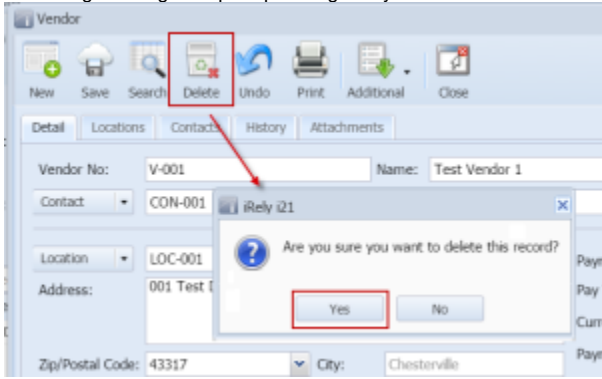 Vendor
New Save Search Delete Undo Print Additional Close
Detail Locations Contacts History Attachments
Vendor No: V-001 Name: Test Vendor 1
Contact CON-001
iRely i21
Are you sure you want to delete this record?
Location LOC-001
Address: 001 Test
Pay
Yes No
Zip/Postal Code: 43317 City: Chesterville